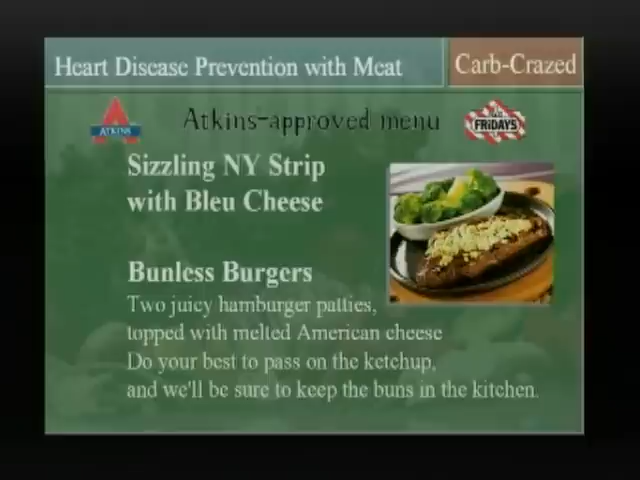 Heart Disease Prevention with Meat
Carb-Crazed
ATKINS
Atkins-approved menu
FRiDAYS
Sizzling NY Strip
with Bleu Cheese
Bunless Burgers
Two juicy hamburger patties,
topped with melted American cheese
Do your best to pass on the ketchup,
and we'll be sure to keep the buns in the kitchen.